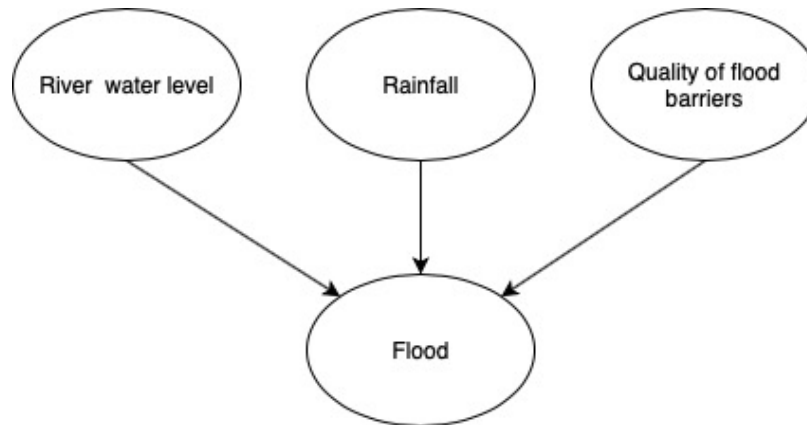 River  water level
Rainfall
Quality of flood
barriers
Flood